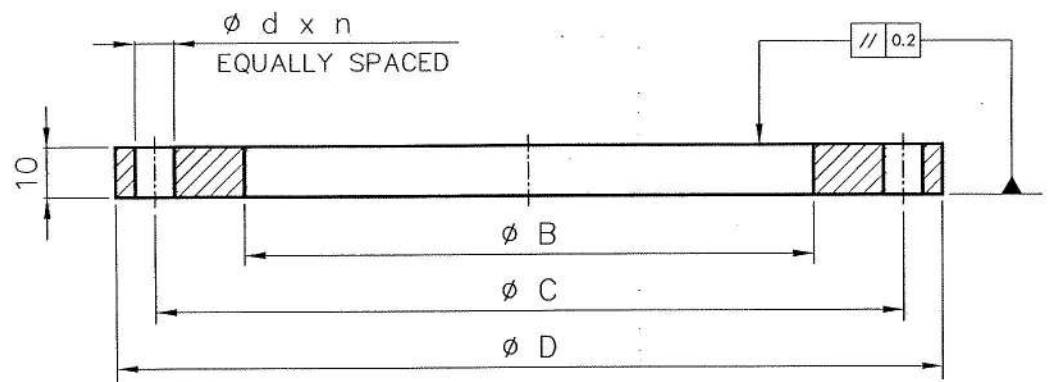 ϕ d x n
EQUALLY SPACED
// 0.2
10
ϕ B
ϕ C
ϕ D